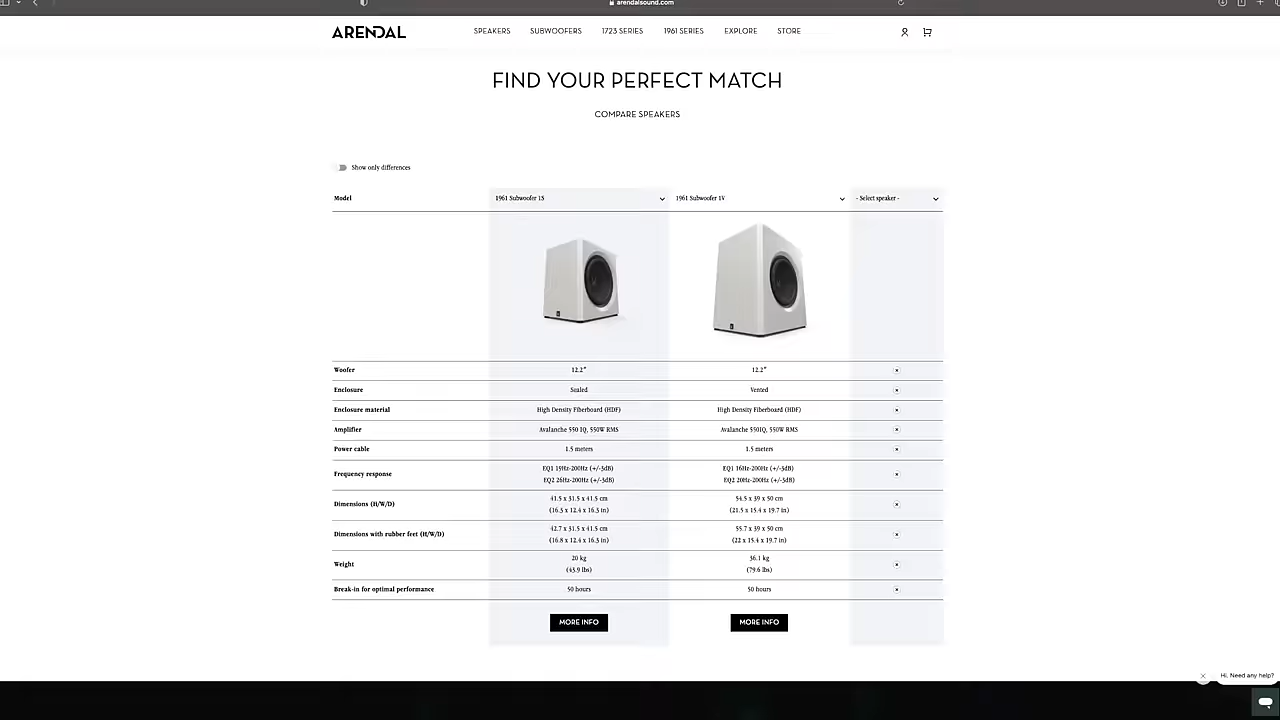 arendalsound.com
ARENDAL
SPEAKERS SUBWOOFERS 1723 SERIES 1961 SERIES EXPLORE STORE
FIND YOUR PERFECT MATCH
COMPARE SPEAKERS
Show only differences
Model 1961 Subwoofer 1S 1961 Subwoofer 1V - Select speaker -
Woofer 12.2" 12.2"
Enclosure Sealed Vented
Enclosure material High Density Fiberboard (HDF) High Density Fiberboard (HDF)
Amplifier Avalanche 550 IQ, 550W RMS Avalanche 550IQ, 550W RMS
Power cable 1.5 meters 1.5 meters
Frequency response
EQ1 19Hz-200Hz (+/-3dB) EQ1 16Hz-200Hz (+/-3dB)
EQ2 26Hz-200Hz (+/-3dB) EQ2 20Hz-200Hz (+/-3dB)
Dimensions (H/W/D)
41.5 x 31.5 x 41.5 cm 54.5 x 39 x 50 cm
(16.3 x 12.4 x 16.3 in) (21.5 x 15.4 x 19.7 in)
Dimensions with rubber feet (H/W/D)
42.7 x 31.5 x 41.5 cm 55.7 x 39 x 50 cm
(16.8 x 12.4 x 16.3 in) (22 x 15.4 x 19.7 in)
Weight
20 kg 36.1 kg
(43.9 lbs) (79.6 lbs)
Break-in for optimal performance 50 hours 50 hours
MORE INFO MORE INFO
Hi. Need any help?